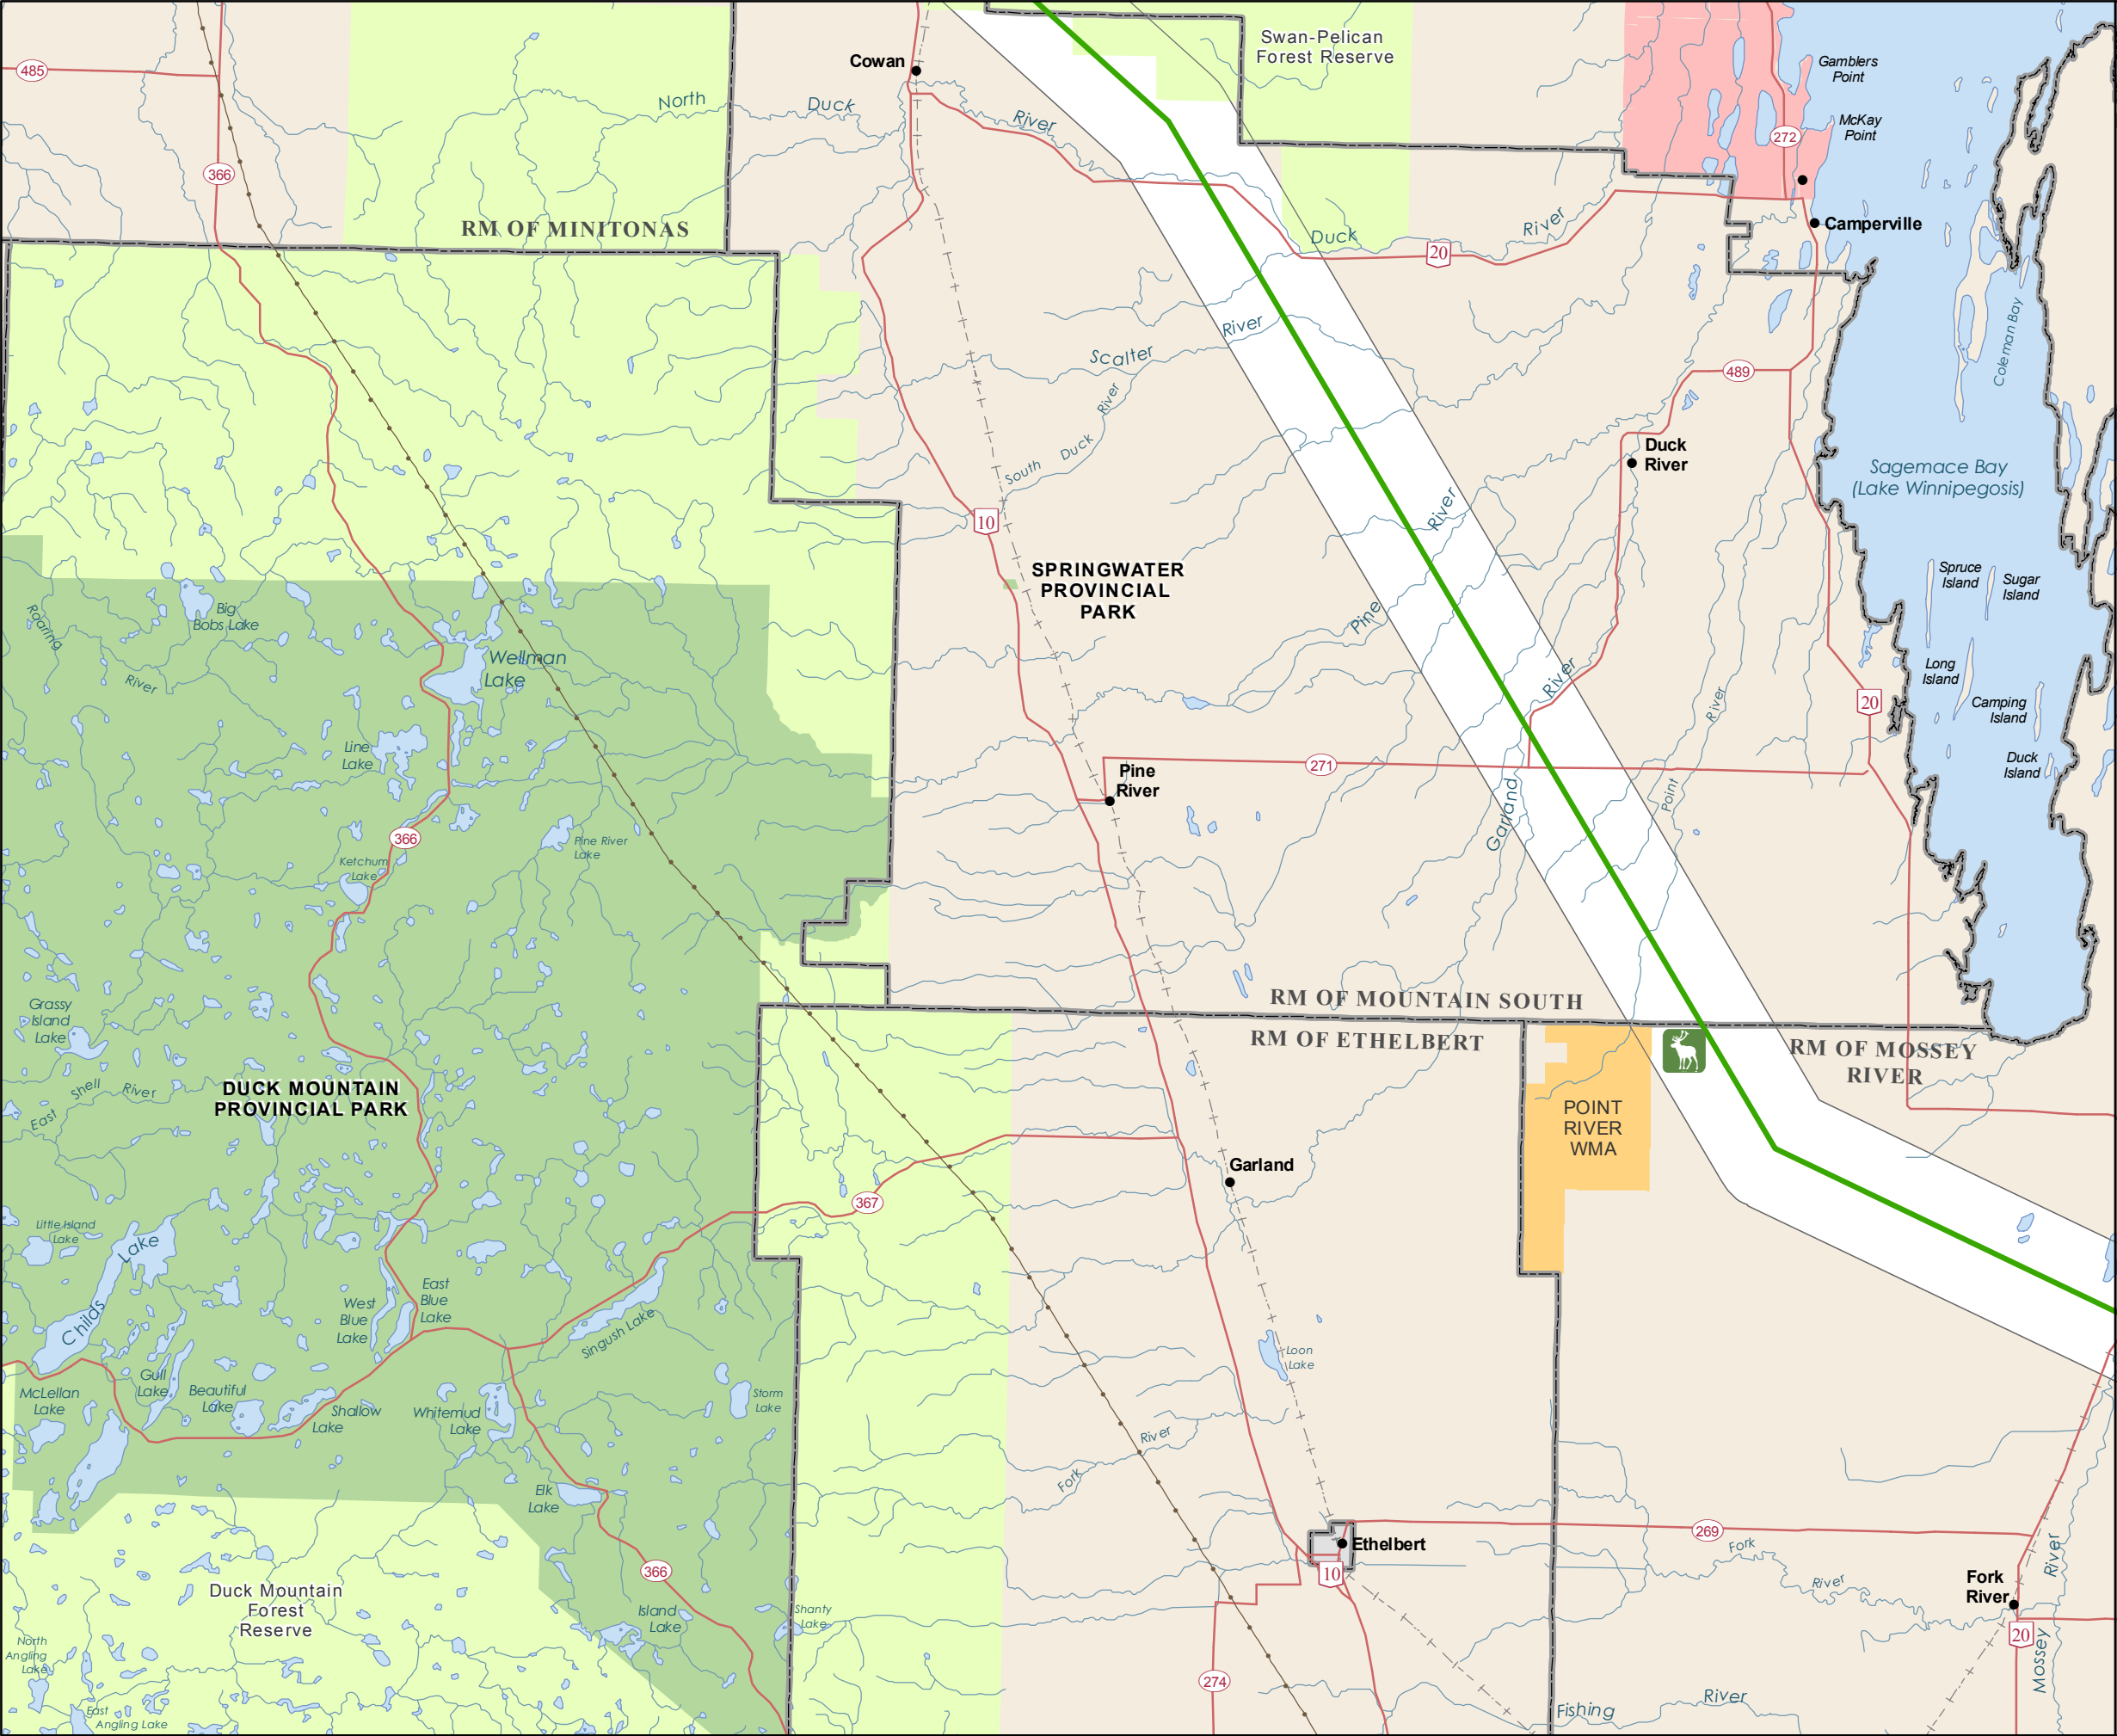 Swan-Pelican
Forest Reserve
Cowan
485
Gamblers
Point
North
Duck
River
McKay
Point
272
366
RM OF MINITONAS
Duck
River
20
Camperville
River
Scalter
Coleman Bay
489
River
Duck
South
Duck
River
Sagemace Bay
(Lake Winnipegosis)
10
River
SPRINGWATER
PROVINCIAL
PARK
Spruce
Island
Sugar
Island
Big
Bobs Lake
Roaring
River
Pine
Wellman
Lake
Long
Island
River
River
Camping
Island
20
Line
Lake
Duck
Island
271
Pine
River
Point
Garland
366
Pine River
Lake
Ketchum
Lake
Grassy
Island
Lake
RM OF MOUNTAIN SOUTH
RM OF ETHELBERT
RM OF MOSSEY
RIVER
East
Shell
River
DUCK MOUNTAIN
PROVINCIAL PARK
POINT
RIVER
WMA
Garland
367
Little Island
Lake
Childs
Lake
East
Blue
Lake
West
Blue
Lake
Singush Lake
Loon
Lake
Gull
Lake
McLellan
Lake
Beautiful
Lake
Shallow
Lake
Whitemud
Lake
Storm
Lake
Fork
River
Elk
Lake
269
Ethelbert
10
Fork
River
River
366
Duck Mountain
Forest
Reserve
Fork
River
Island
Lake
Shanty
Lake
20
North
Angling
Lake
Mossey
274
East
Angling Lake
Fishing
River